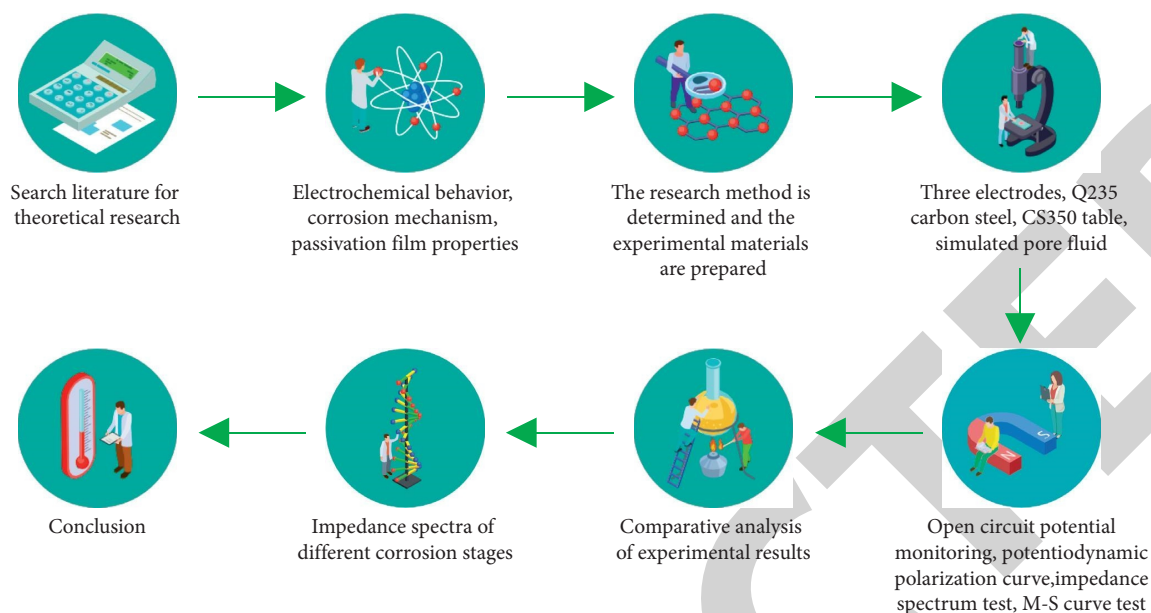 Search literature for
theoretical research
Electrochemical behavior,
corrosion mechanism,
passivation film properties
The research method is
determined and the
experimental materials
are prepared
Three electrodes, Q235
carbon steel, CS350 table,
simulated pore fluid
S
N
Open circuit potential
monitoring, potentiodynamic
polarization curve,impedance
spectrum test, M-S curve test
Comparative analysis
of experimental results
Impedance spectra of
different corrosion stages
Conclusion